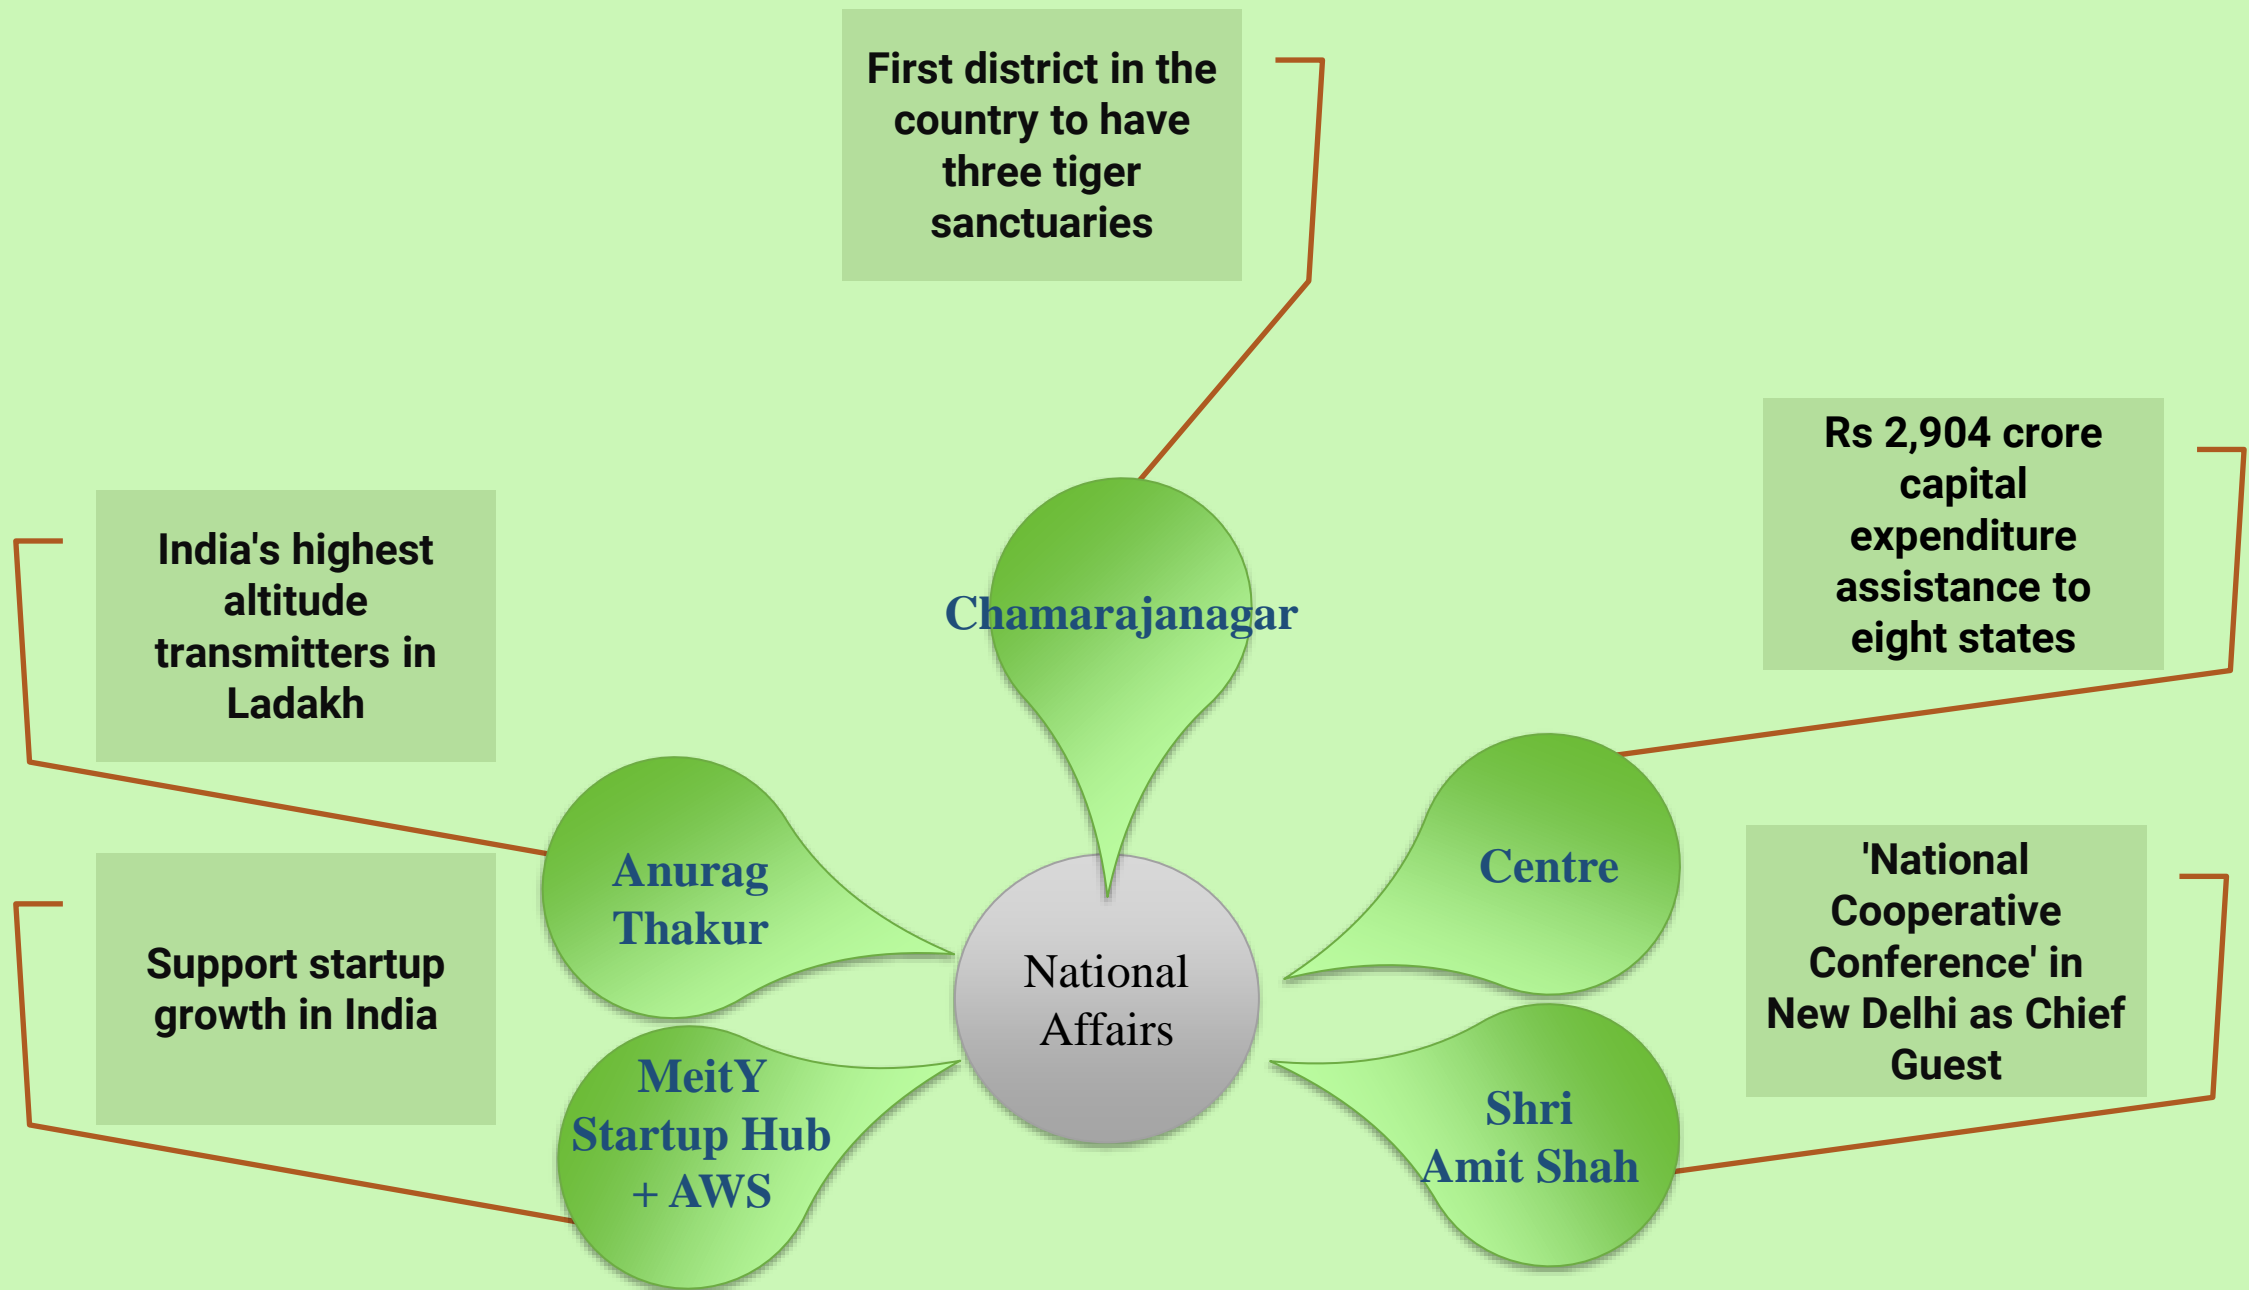 First district in the
country to have
three tiger
sanctuaries
Rs 2,904 crore
capital
expenditure
assistance to
eight states
India's highest
altitude
transmitters in
Ladakh
Chamarajanagar
Anurag
Thakur
Centre
'National
Cooperative
Conference' in
New Delhi as Chief
Guest
Support startup
growth in India
National
Affairs
MeitY
Startup Hub
+ AWS
Shri
Amit Shah